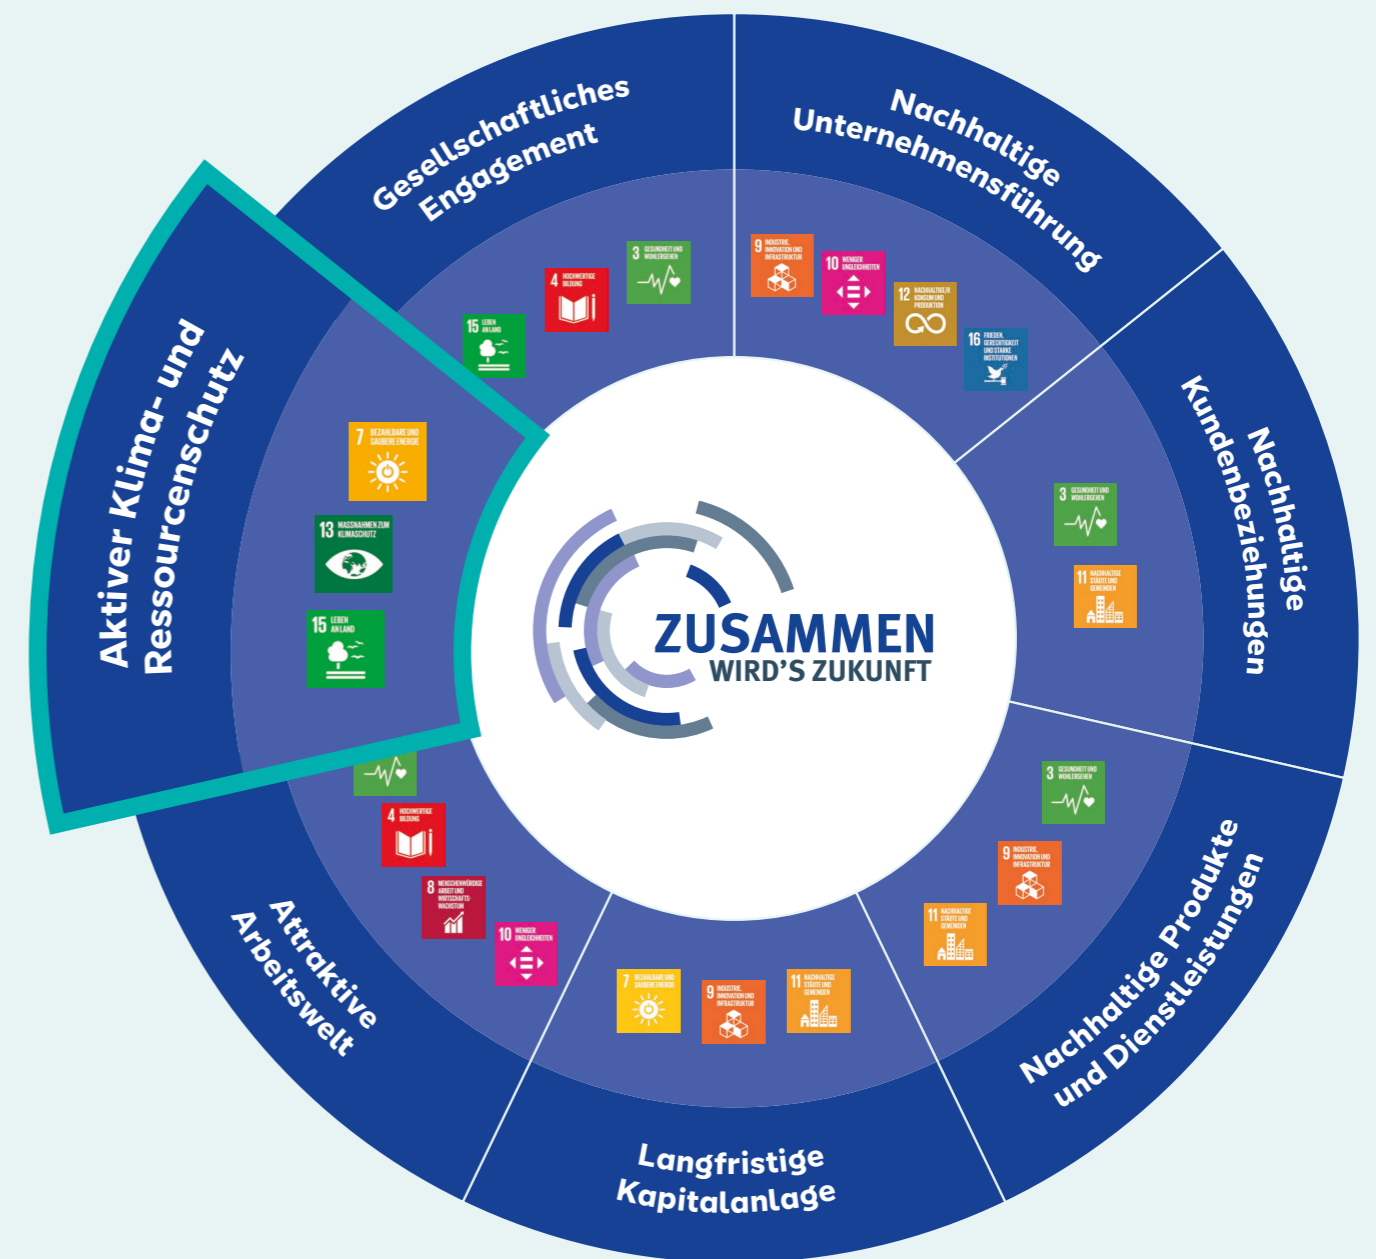 Gesellschaftliches
Engagement
15 LEBEN
AN LAND
4 HOCHWERTIGE
BILDUNG
3 GESUNDHEIT UND
WOHLERGEHEN
Nachhaltige
Unternehmensführung
9 INDUSTRIE,
INNOVATION UND
INFRASTRUKTUR
10 WENIGER
UNGLEICHHEITEN
12 NACHHALTIGE/R
KONSUM UND
PRODUKTION
16 FRIEDEN,
GERECHTIGKEIT
UND STARKE
INSTITUTIONEN
Nachhaltige
Kundenbeziehungen
3 GESUNDHEIT UND
WOHLERGEHEN
11 NACHHALTIGE
STÄDTE UND
GEMEINDEN
Nachhaltige Produkte
und Dienstleistungen
3 GESUNDHEIT UND
WOHLERGEHEN
9 INDUSTRIE,
INNOVATION UND
INFRASTRUKTUR
11 NACHHALTIGE
STÄDTE UND
GEMEINDEN
Langfristige
Kapitalanlage
7 BEZAHLBARE UND
SAUBERE ENERGIE
9 INDUSTRIE,
INNOVATION UND
INFRASTRUKTUR
11 NACHHALTIGE
STÄDTE UND
GEMEINDEN
Attraktive
Arbeitswelt
4 HOCHWERTIGE
BILDUNG
8 MENSCHENWÜRDIGE
ARBEIT UND
WIRTSCHAFTS-
WACHSTUM
10 WENIGER
UNGLEICHHEITEN
Aktiver Klima- und
Ressourcenschutz
7 BEZAHLBARE UND
SAUBERE ENERGIE
13 MASSNAHMEN ZUM
KLIMASCHUTZ
15 LEBEN
AN LAND
ZUSAMMEN
WIRD'S ZUKUNFT